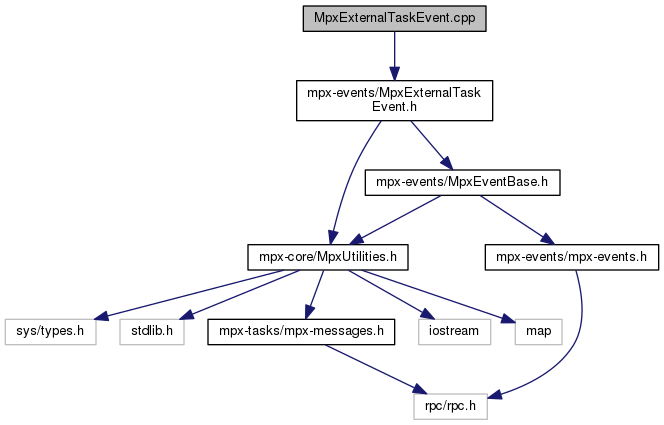 MpxExternalTaskEvent.cpp
mpx-events/MpxExternalTask
Event.h
mpx-events/MpxEventBase.h
mpx-core/MpxUtilities.h
mpx-events/mpx-events.h
sys/types.h
stdlib.h
mpx-tasks/mpx-messages.h
iostream
map
rpc/rpc.h